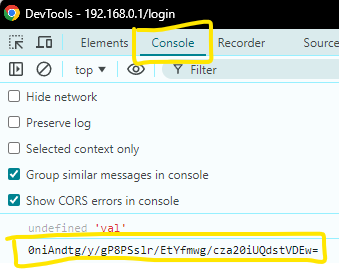 DevTools - 192.168.0.1/login
Elements Console Recorder Source
top Filter
Hide network
Preserve log
Selected context only
Group similar messages in console
Show CORS errors in console
undefined 'val'
0niAndtg/y/gP8PSslr/EtYfmwg/cza20iUQdstVDEw=